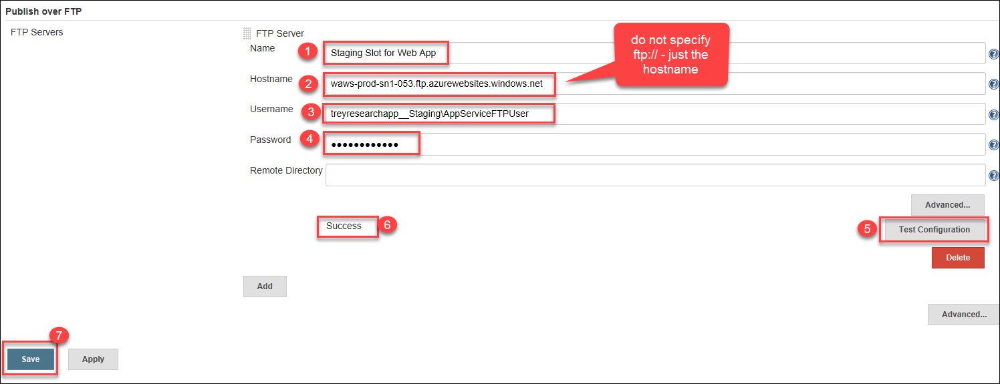 Publish over FTP
FTP Servers
FTP Server
Name
1
Staging Slot for Web App
do not specify
ftp:// - just the
hostname
Hostname
2
waws-prod-sn1-053.ftp.azurewebsites.windows.net
Username
3
treyresearchapp__Staging\AppServiceFTPUser
Password
4
••••••••••••
Remote Directory
Advanced...
Success
6
5
Test Configuration
Delete
Add
Advanced...
7
Save
Apply